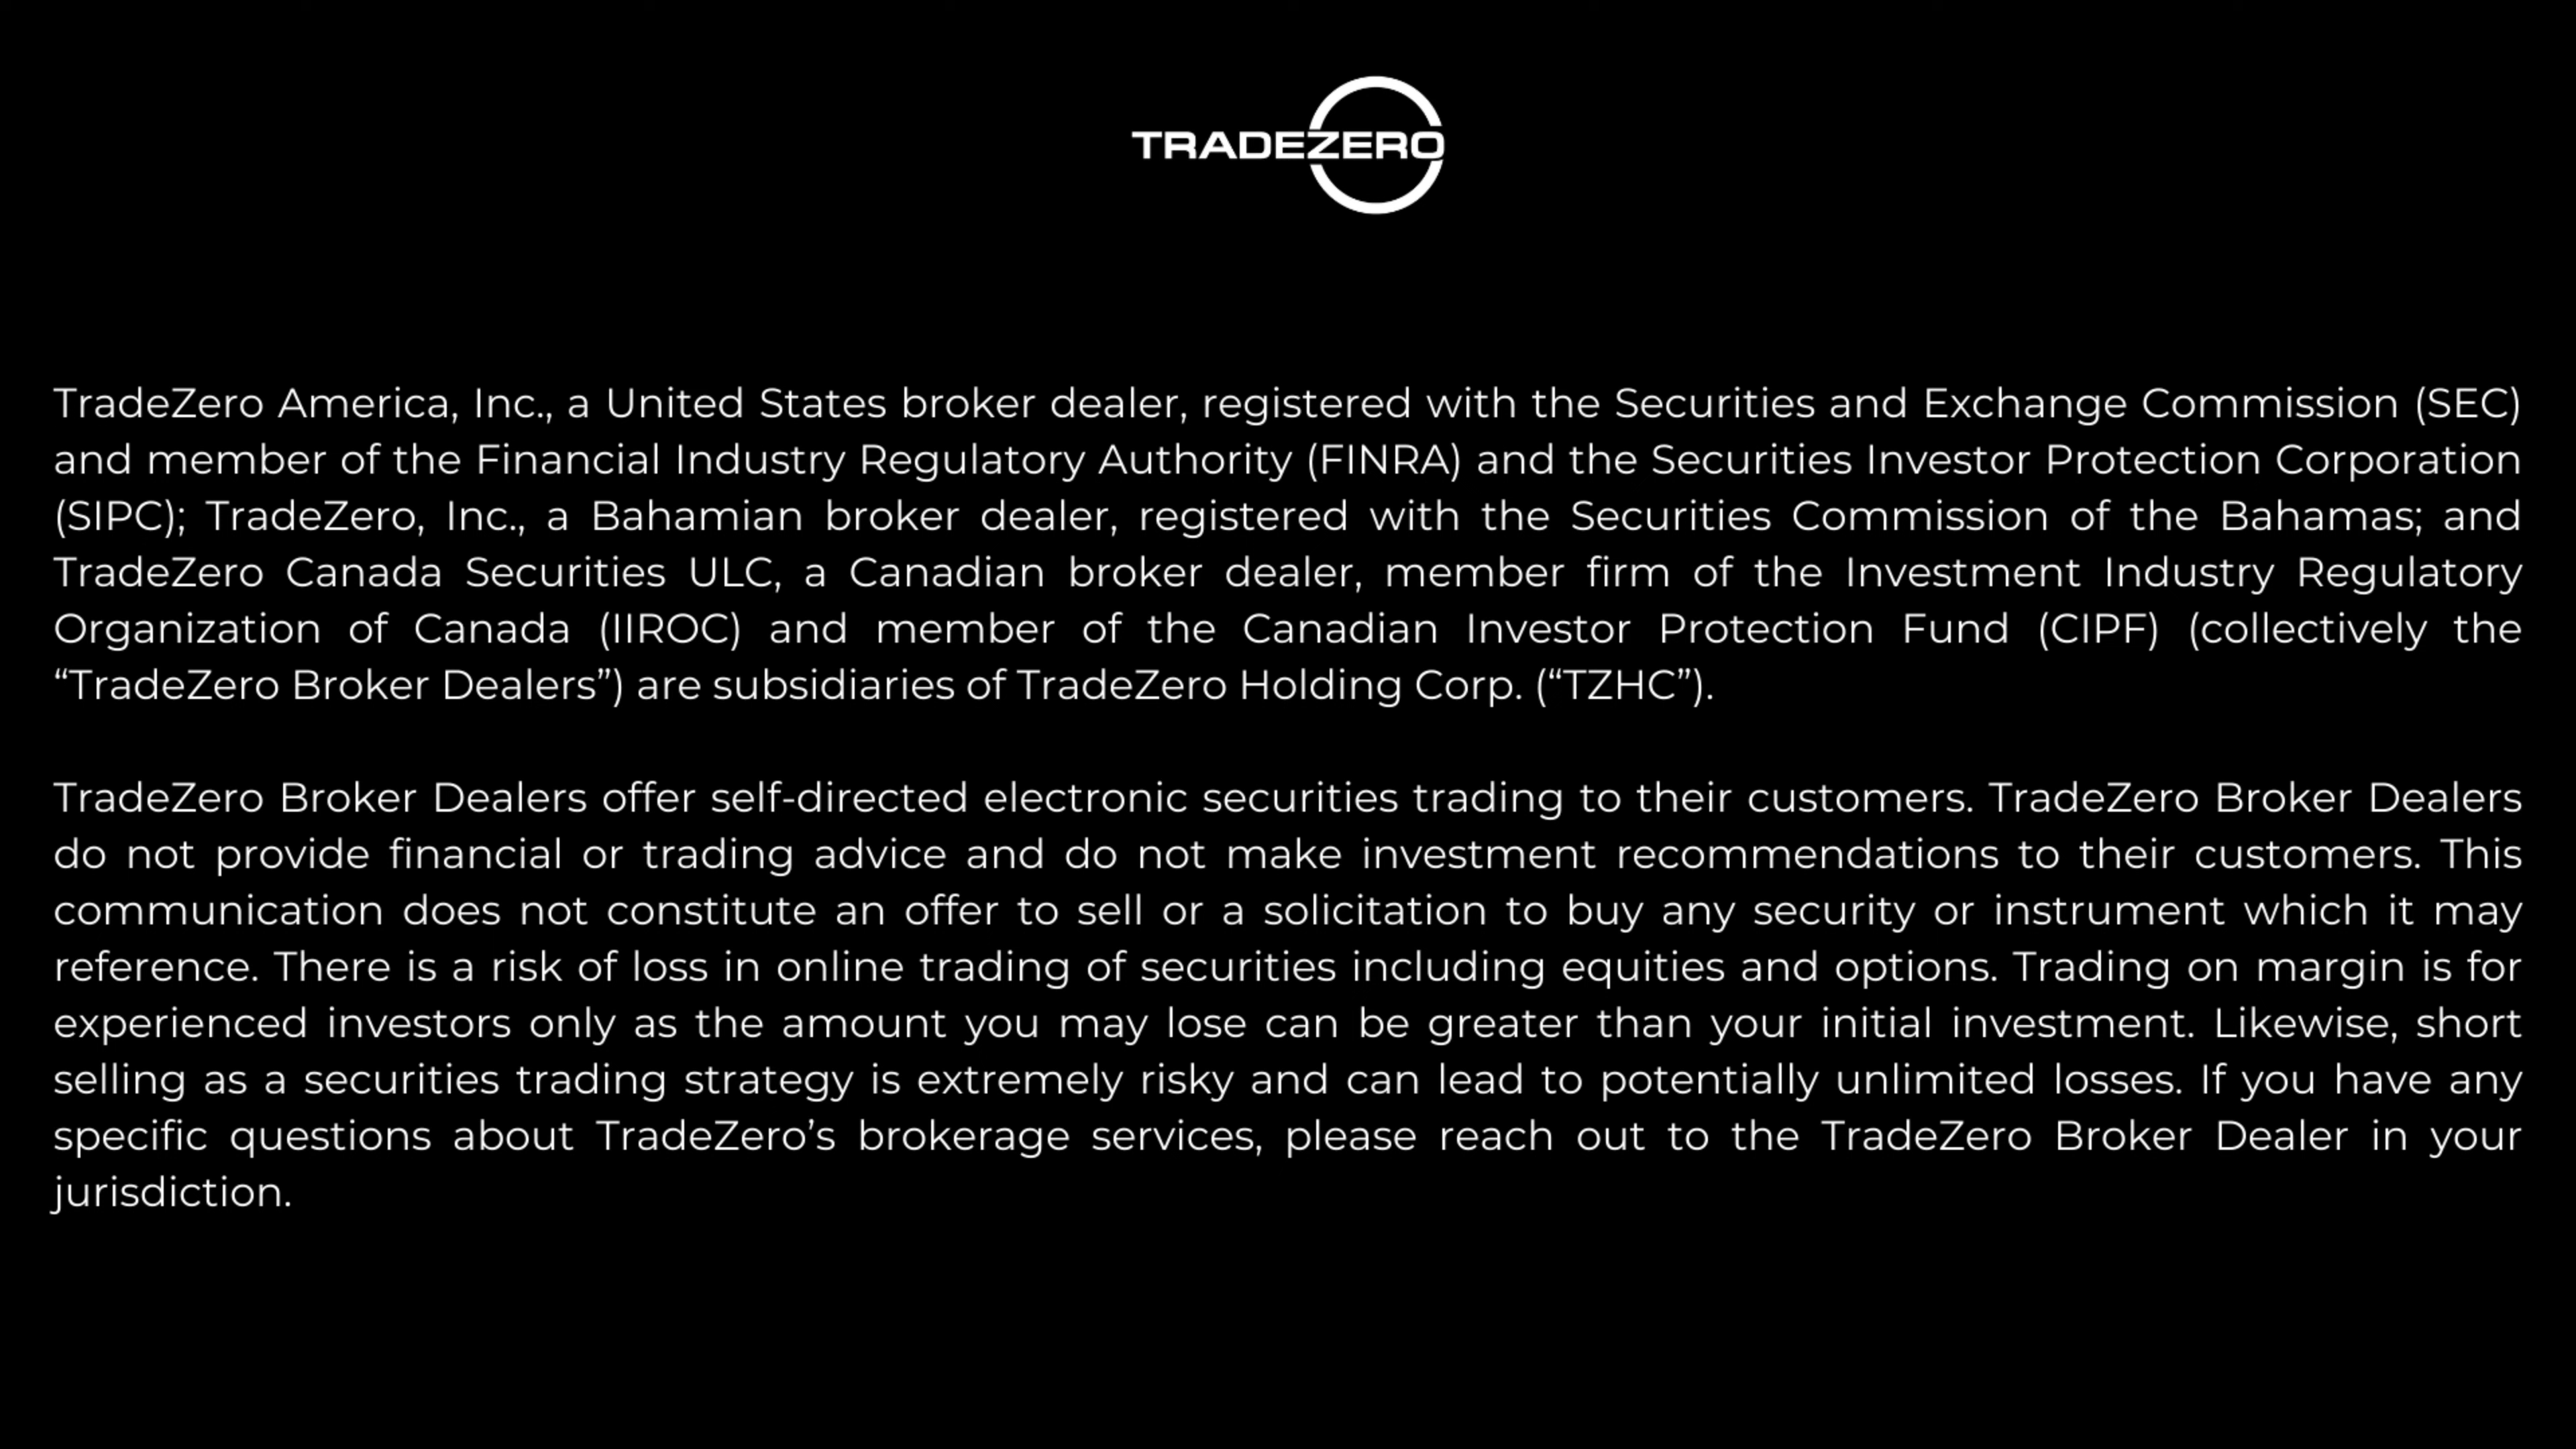 TRADEZERO
TradeZero America, Inc., a United States broker dealer, registered with the Securities and Exchange Commission (SEC)
and member of the Financial Industry Regulatory Authority (FINRA) and the Securities Investor Protection Corporation
(SIPC); TradeZero, Inc., a Bahamian broker dealer, registered with the Securities Commission of the Bahamas; and
TradeZero Canada Securities ULC, a Canadian broker dealer, member firm of the Investment Industry Regulatory
Organization of Canada (IIROC) and member of the Canadian Investor Protection Fund (CIPF) (collectively the
“TradeZero Broker Dealers”) are subsidiaries of TradeZero Holding Corp. (“TZHC”).
TradeZero Broker Dealers offer self-directed electronic securities trading to their customers. TradeZero Broker Dealers
do not provide financial or trading advice and do not make investment recommendations to their customers. This
communication does not constitute an offer to sell or a solicitation to buy any security or instrument which it may
reference. There is a risk of loss in online trading of securities including equities and options. Trading on margin is for
experienced investors only as the amount you may lose can be greater than your initial investment. Likewise, short
selling as a securities trading strategy is extremely risky and can lead to potentially unlimited losses. If you have any
specific questions about TradeZero’s brokerage services, please reach out to the TradeZero Broker Dealer in your
jurisdiction.